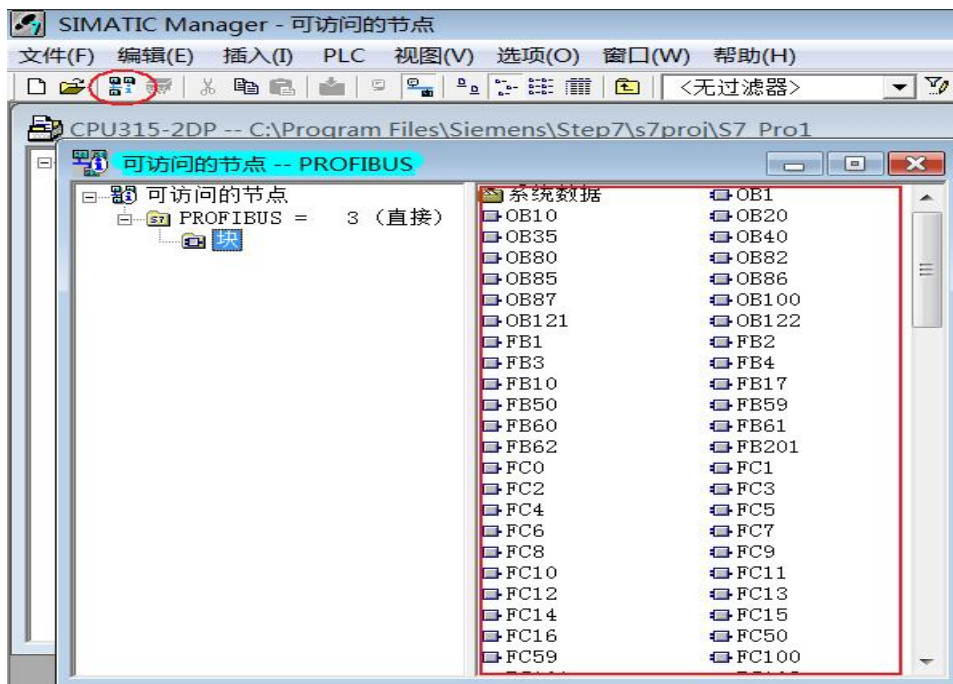 SIMATIC Manager - 可访问的节点
文件(F) 编辑(E) 插入(I) PLC 视图(V) 选项(O) 窗口(W) 帮助(H)
<无过滤器>
CPU315-2DP -- C:\Program Files\Siemens\Step7\s7proj\S7_Pro1
可访问的节点 -- PROFIBUS
可访问的节点
PROFIBUS = 3 (直接)
块
系统数据 OB1
OB10 OB20
OB35 OB40
OB80 OB82
OB85 OB86
OB87 OB100
OB121 OB122
FB1 FB2
FB3 FB4
FB10 FB17
FB50 FB59
FB60 FB61
FB62 FB201
FC0 FC1
FC2 FC3
FC4 FC5
FC6 FC7
FC8 FC9
FC10 FC11
FC12 FC13
FC14 FC15
FC16 FC50
FC59 FC100